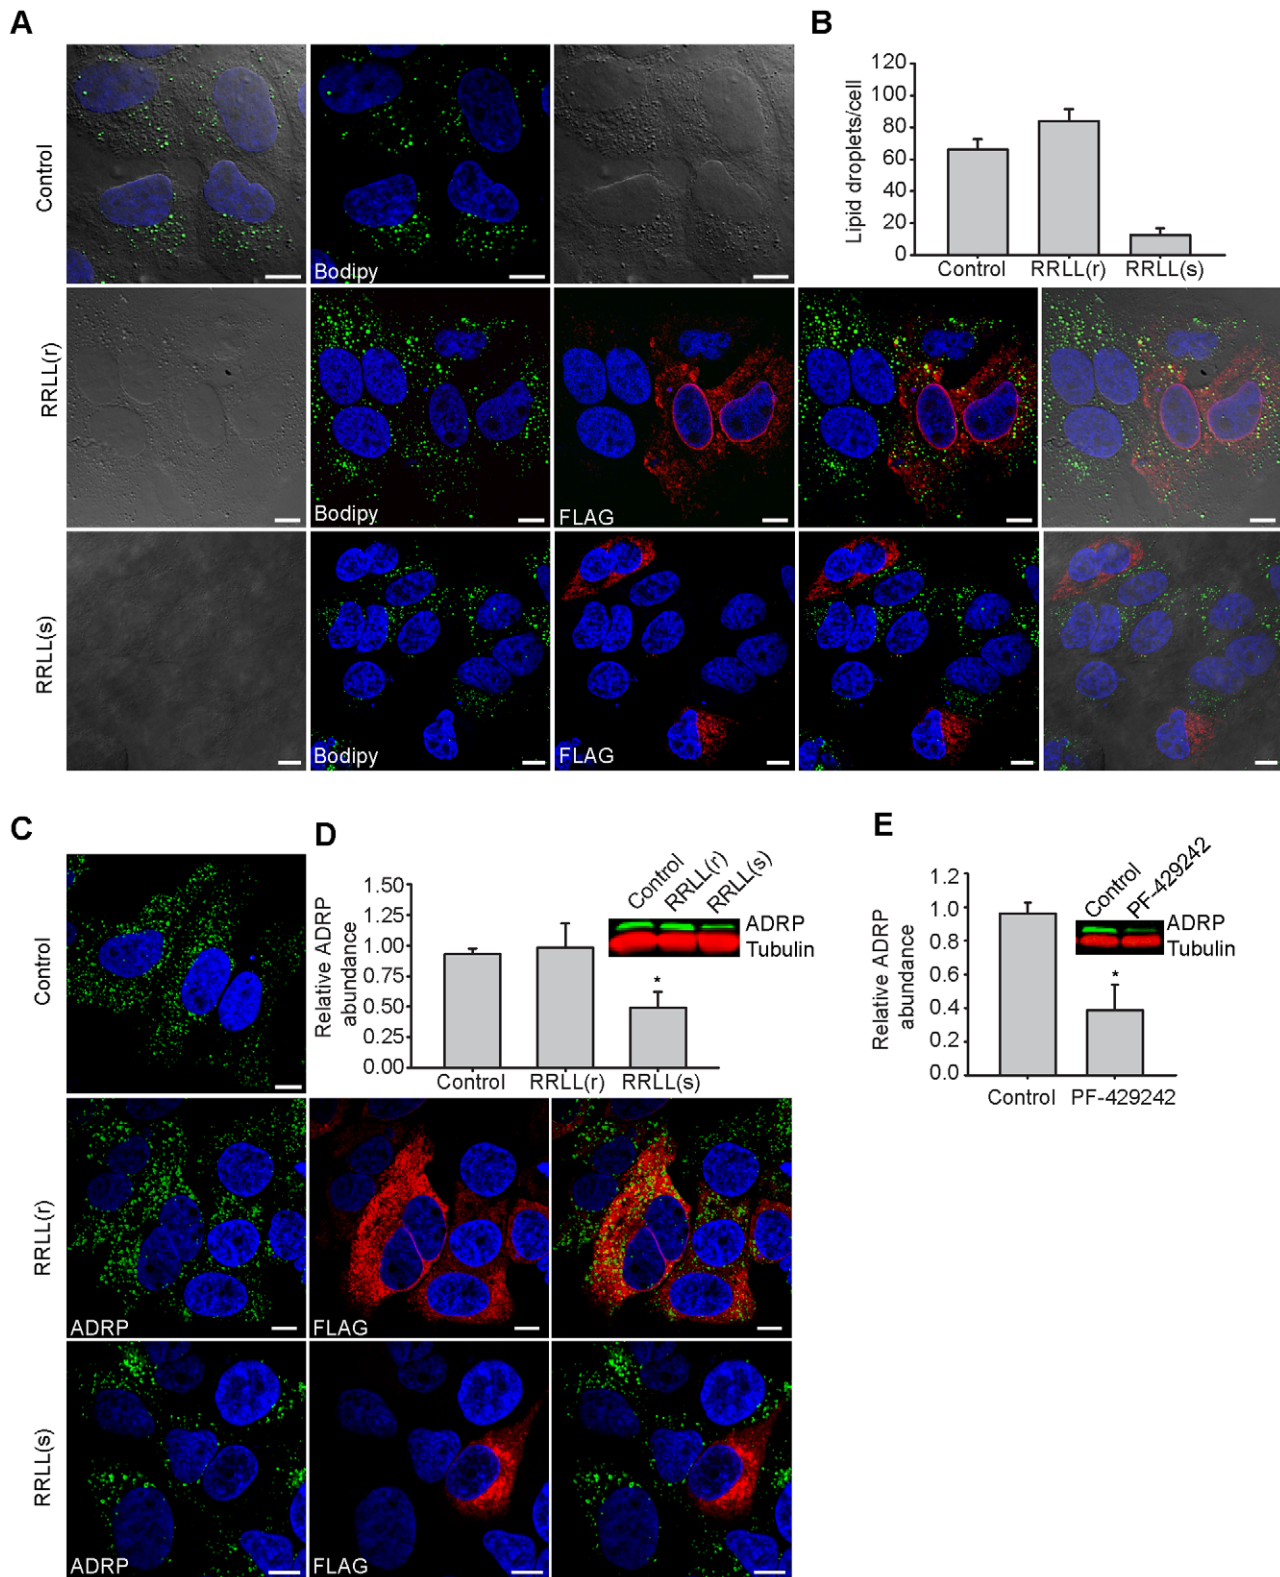 A
Control
Bodipy
B
Lipid droplets/cell
120
100
80
60
40
20
0
Control RRLL(r) RRLL(s)
RRLL(r)
Bodipy
FLAG
RRLL(s)
Bodipy
FLAG
C
Control
D
Relative ADRP
abundance
1.50
1.25
1.00
0.75
0.50
0.25
0.00
Control
RRLL(r)
RRLL(s)
ADRP
Tubulin
*
Control RRLL(r) RRLL(s)
E
Relative ADRP
abundance
1.2
1.0
0.8
0.6
0.4
0.2
0.0
Control
PF-429242
ADRP
Tubulin
*
Control PF-429242
RRLL(r)
ADRP
FLAG
RRLL(s)
ADRP
FLAG